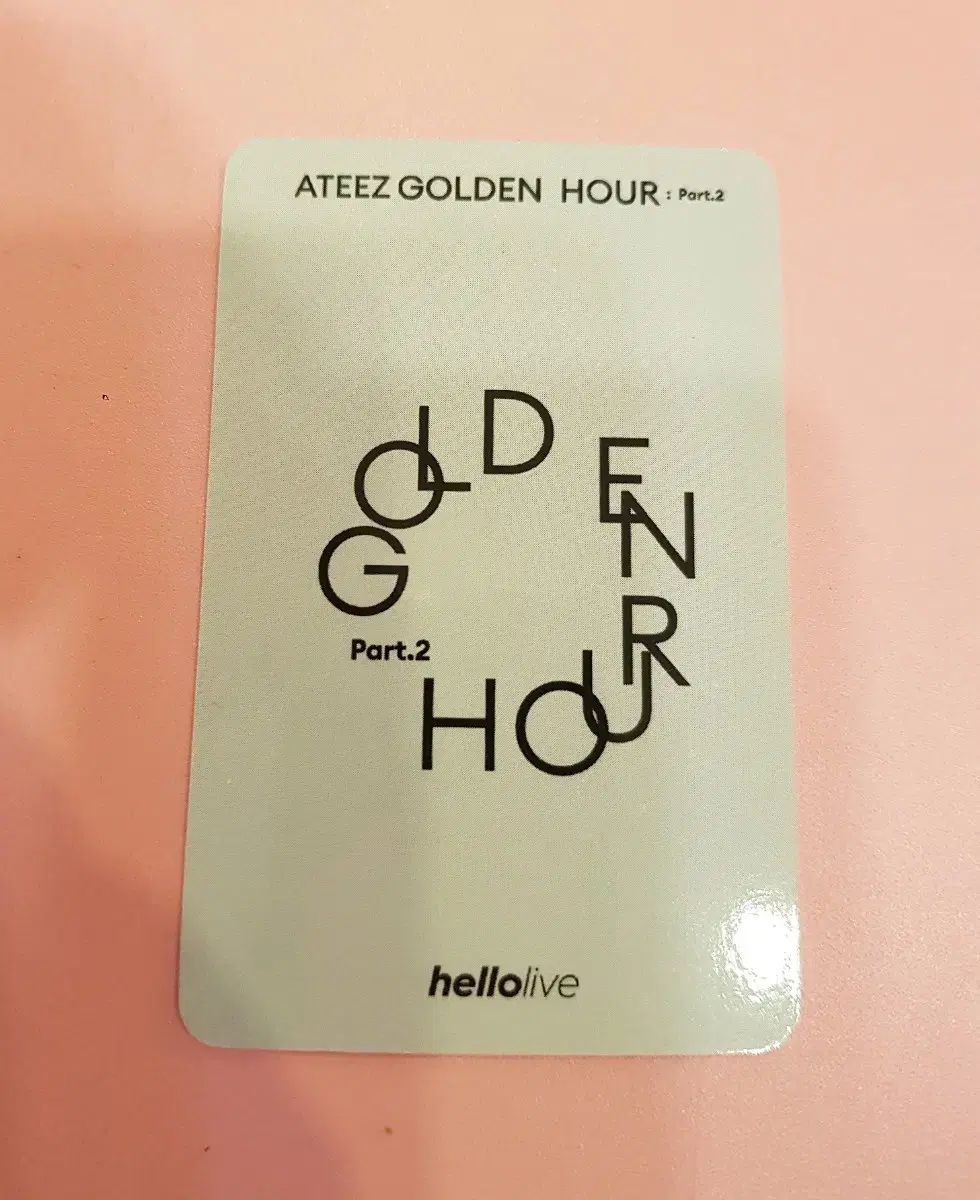 ATEEZ GOLDEN HOUR : Part.2
GOLDEN
Part.2
HOUR
hellolive